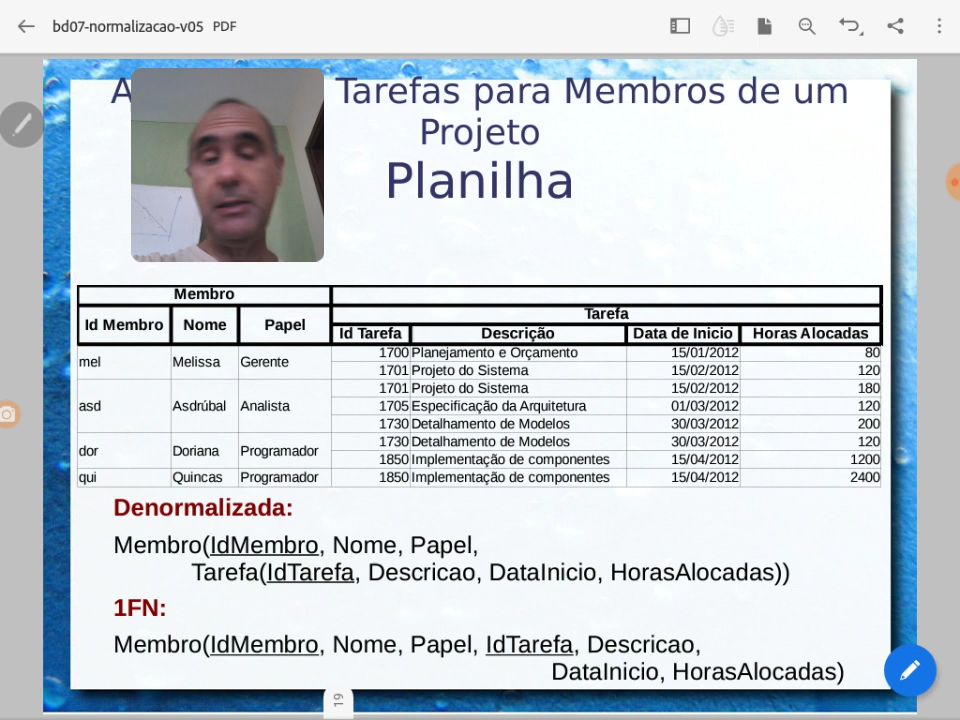 bd07-normalizacao-v05 PDF
A Tarefas para Membros de um
Projeto
Planilha
Membro
Tarefa
Id Membro Nome Papel
Id Tarefa Descrição Data de Inicio Horas Alocadas
mel Melissa Gerente
1700 Planejamento e Orçamento 15/01/2012 80
1701 Projeto do Sistema 15/02/2012 120
asd Asdrúbal Analista
1701 Projeto do Sistema 15/02/2012 180
1705 Especificação da Arquitetura 01/03/2012 120
1730 Detalhamento de Modelos 30/03/2012 200
dor Doriana Programador
1730 Detalhamento de Modelos 30/03/2012 120
1850 Implementação de componentes 15/04/2012 1200
qui Quincas Programador 1850 Implementação de componentes 15/04/2012 2400
Denormalizada:
Membro(IdMembro, Nome, Papel,
Tarefa(IdTarefa, Descricao, DataInicio, HorasAlocadas))
1FN:
Membro(IdMembro, Nome, Papel, IdTarefa, Descricao,
DataInicio, HorasAlocadas)
19